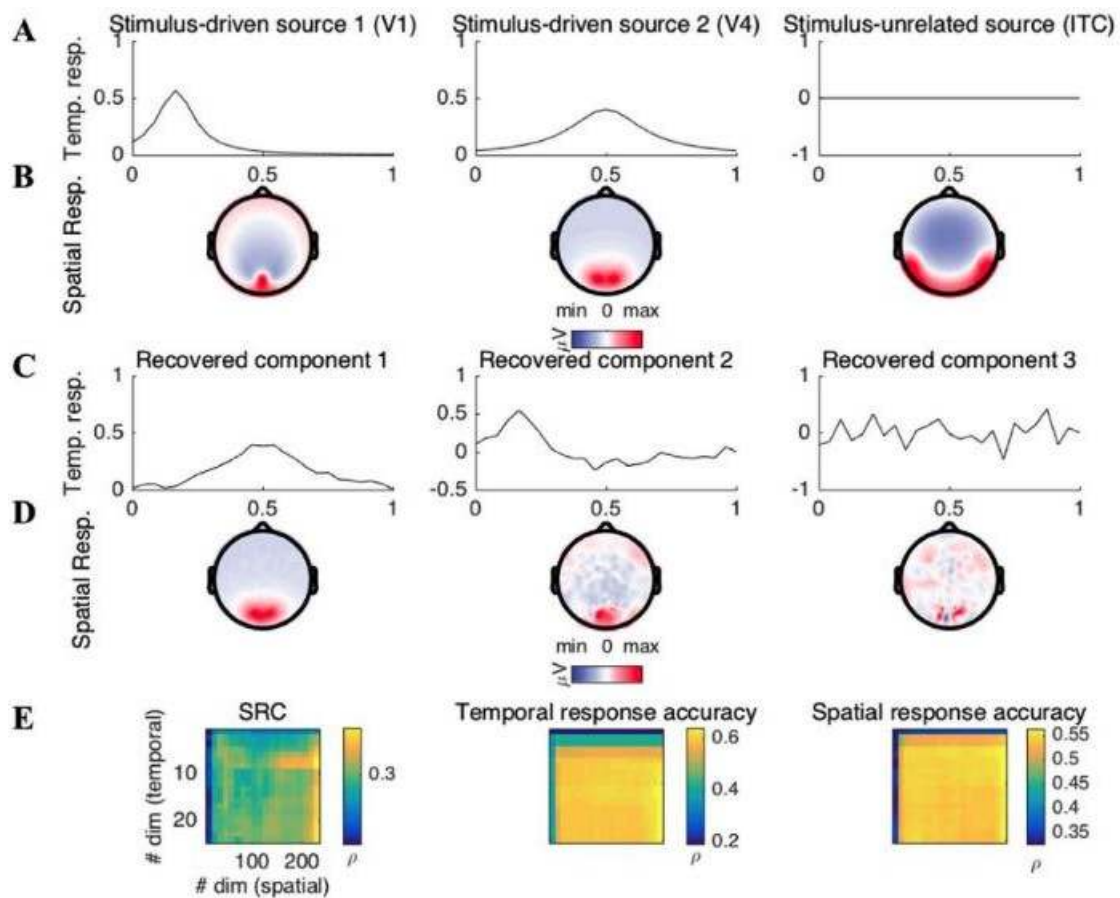 A
Stimulus-driven source 1 (V1)
Stimulus-driven source 2 (V4)
Stimulus-unrelated source (ITC)
Temp. resp.
1
0.5
0
0 0.5 1
1
0.5
0
0 0.5 1
1
0
-1
0 0.5 1
B
Spatial Resp.
min 0 max
μV
C
Recovered component 1
Recovered component 2
Recovered component 3
Temp. resp.
1
0.5
0
0 0.5 1
1
0.5
0
-0.5
0 0.5 1
1
0
-1
0 0.5 1
D
Spatial Resp.
min 0 max
μV
E
SRC
Temporal response accuracy
Spatial response accuracy
# dim (temporal)
10
20
100 200
# dim (spatial)
0.3
ρ
0.6
0.4
0.2
ρ
0.55
0.5
0.45
0.4
0.35
ρ